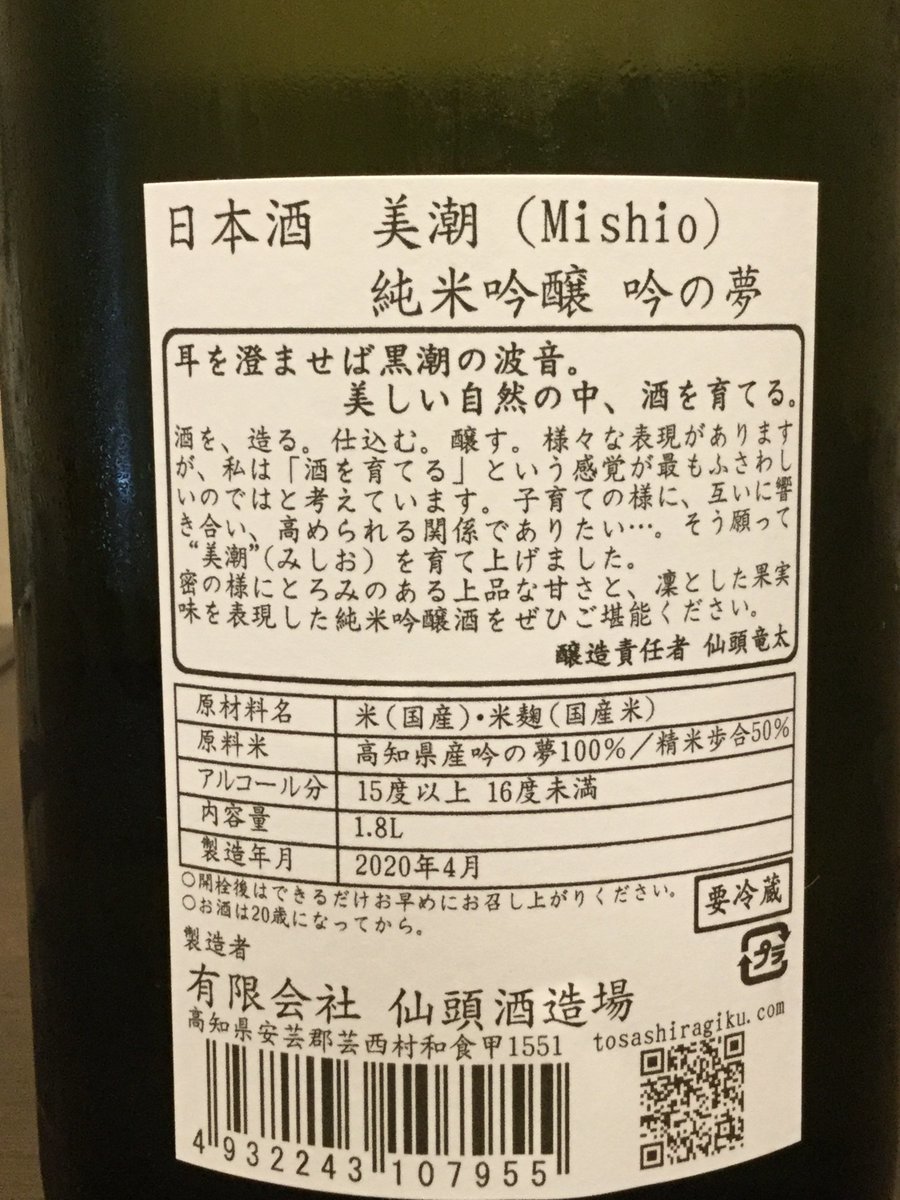 日本酒 美潮(Mishio)
純米吟醸 吟の夢
耳を澄ませば黒潮の波音。
美しい自然の中、酒を育てる。
酒を、造る。仕込む。醸す。様々な表現があります
が、私は「酒を育てる」という感覚が最もふさわし
いのではと考えています。子育ての様に、互いに響
き合い、高められる関係でありたい…。そう願って
“美潮”(みしお)を育て上げました。
密の様にとろみのある上品な甘さと、凜とした果実
味を表現した純米吟醸酒をぜひご堪能ください。
醸造責任者 仙頭竜太
原材料名 米(国産)・米麹(国産米)
原料米 高知県産吟の夢100%/精米歩合50%
アルコール分 15度以上 16度未満
内容量 1.8L
製造年月 2020年4月
○開栓後はできるだけお早めにお召し上がりください。
○お酒は20歳になってから。
要冷蔵
プラ
製造者
有限会社 仙頭酒造場
高知県安芸郡芸西村和食甲1551
tosashiragiku.com
4 932243 107955